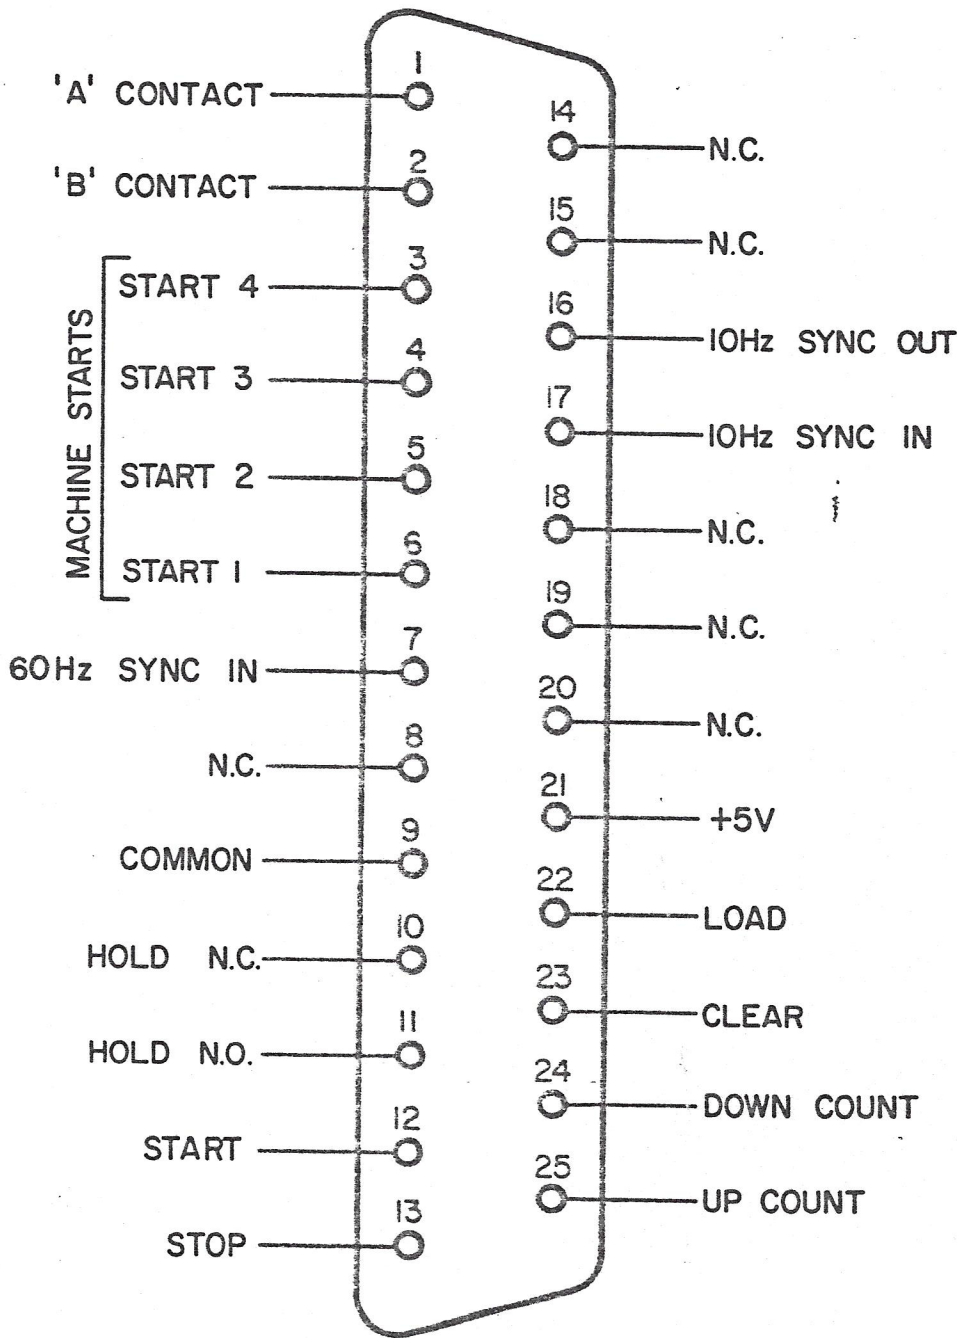 1
'A' CONTACT
14
N.C.
2
'B' CONTACT
15
N.C.
MACHINE STARTS
3
START 4
16
10Hz SYNC OUT
4
START 3
17
10Hz SYNC IN
5
START 2
18
N.C.
6
START 1
19
N.C.
7
60Hz SYNC IN
20
N.C.
8
N.C.
21
+5V
9
COMMON
22
LOAD
10
HOLD N.C.
23
CLEAR
11
HOLD N.O.
24
DOWN COUNT
12
START
25
UP COUNT
13
STOP